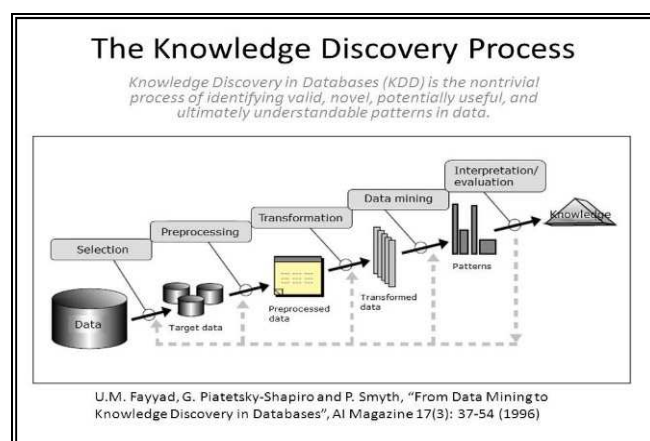 The Knowledge Discovery Process
Knowledge Discovery in Databases (KDD) is the nontrivial
process of identifying valid, novel, potentially useful, and
ultimately understandable patterns in data.
Interpretation/
evaluation
Data mining
Transformation
Preprocessing
Selection
Knowledge
Patterns
Transformed
data
Preprocessed
data
Target data
Data
U.M. Fayyad, G. Piatetsky-Shapiro and P. Smyth, “From Data Mining to
Knowledge Discovery in Databases”, AI Magazine 17(3): 37-54 (1996)